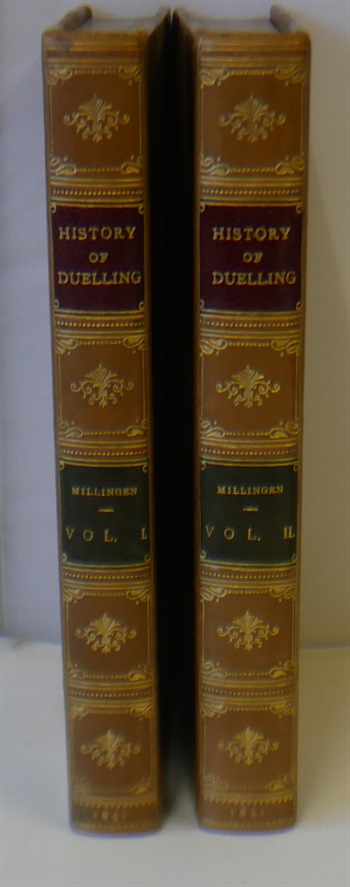 HISTORY
OF
DUELLING
MILLINGEN
VOL. I.
HISTORY
OF
DUELLING
MILLINGEN
VOL. II.